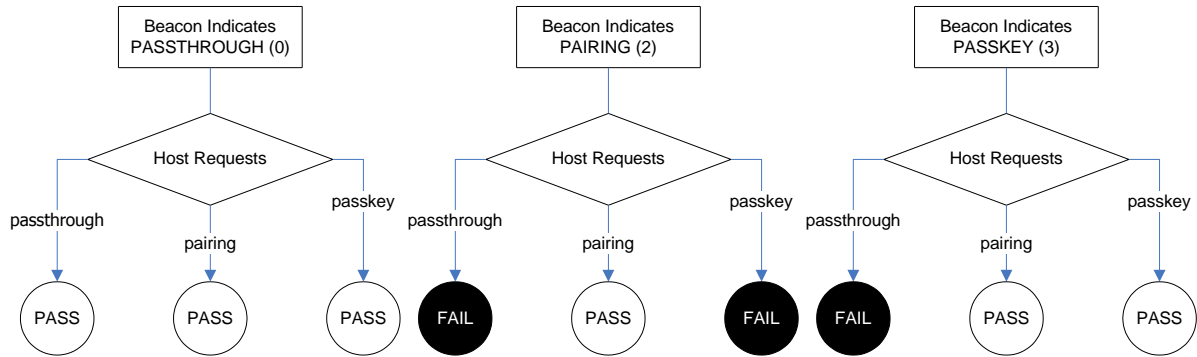 Beacon Indicates
PASSTHROUGH (0)
Host Requests
passthrough
pairing
passkey
PASS
PASS
PASS
Beacon Indicates
PAIRING (2)
Host Requests
passthrough
pairing
passkey
FAIL
PASS
FAIL
Beacon Indicates
PASSKEY (3)
Host Requests
passthrough
pairing
passkey
FAIL
PASS
PASS